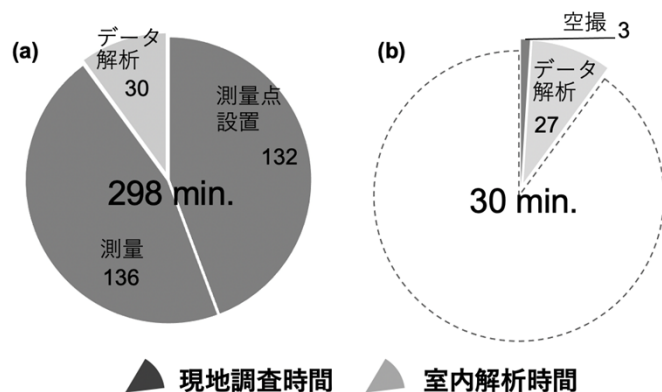 (a)
データ
解析
30
測量点
設置
132
298 min.
測量
136
(b)
空撮 3
データ
解析
27
30 min.
現地調査時間
室内解析時間